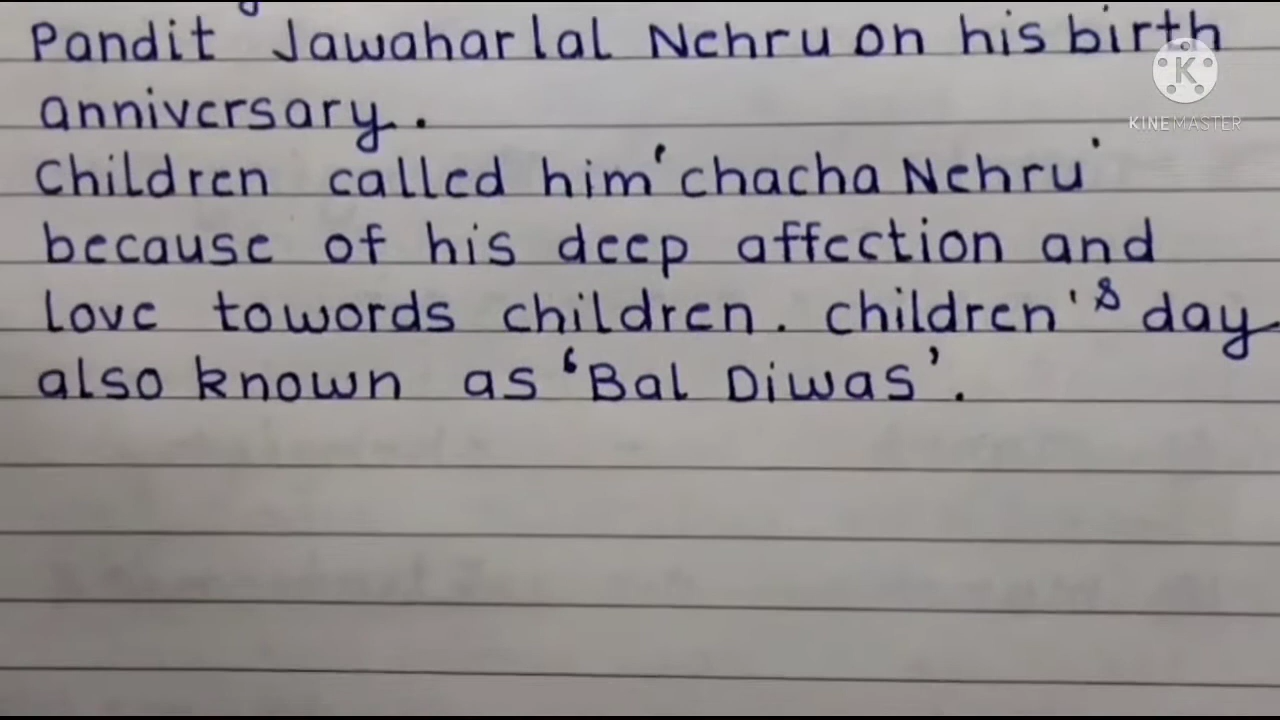 Pandit Jawaharlal Nehru on his birth
anniversary.
Children called him 'chacha Nehru'
because of his deep affection and
love towords children. children's day
also known as 'Bal Diwas'.
KINEMASTER